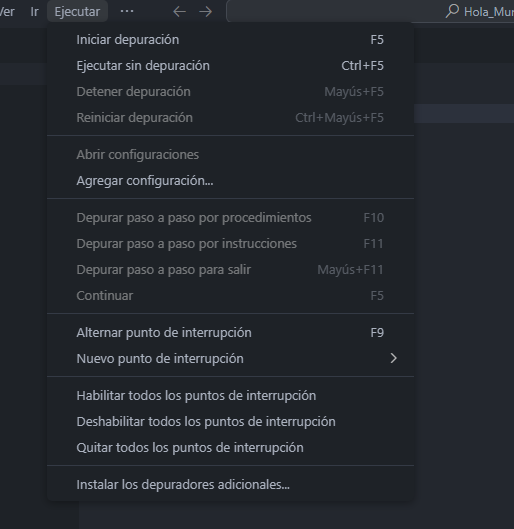 Ver Ir Ejecutar ··· Hola_Mur
Iniciar depuración F5
Ejecutar sin depuración Ctrl+F5
Detener depuración Mayús+F5
Reiniciar depuración Ctrl+Mayús+F5
Abrir configuraciones
Agregar configuración...
Depurar paso a paso por procedimientos F10
Depurar paso a paso por instrucciones F11
Depurar paso a paso para salir Mayús+F11
Continuar F5
Alternar punto de interrupción F9
Nuevo punto de interrupción
Habilitar todos los puntos de interrupción
Deshabilitar todos los puntos de interrupción
Quitar todos los puntos de interrupción
Instalar los depuradores adicionales...